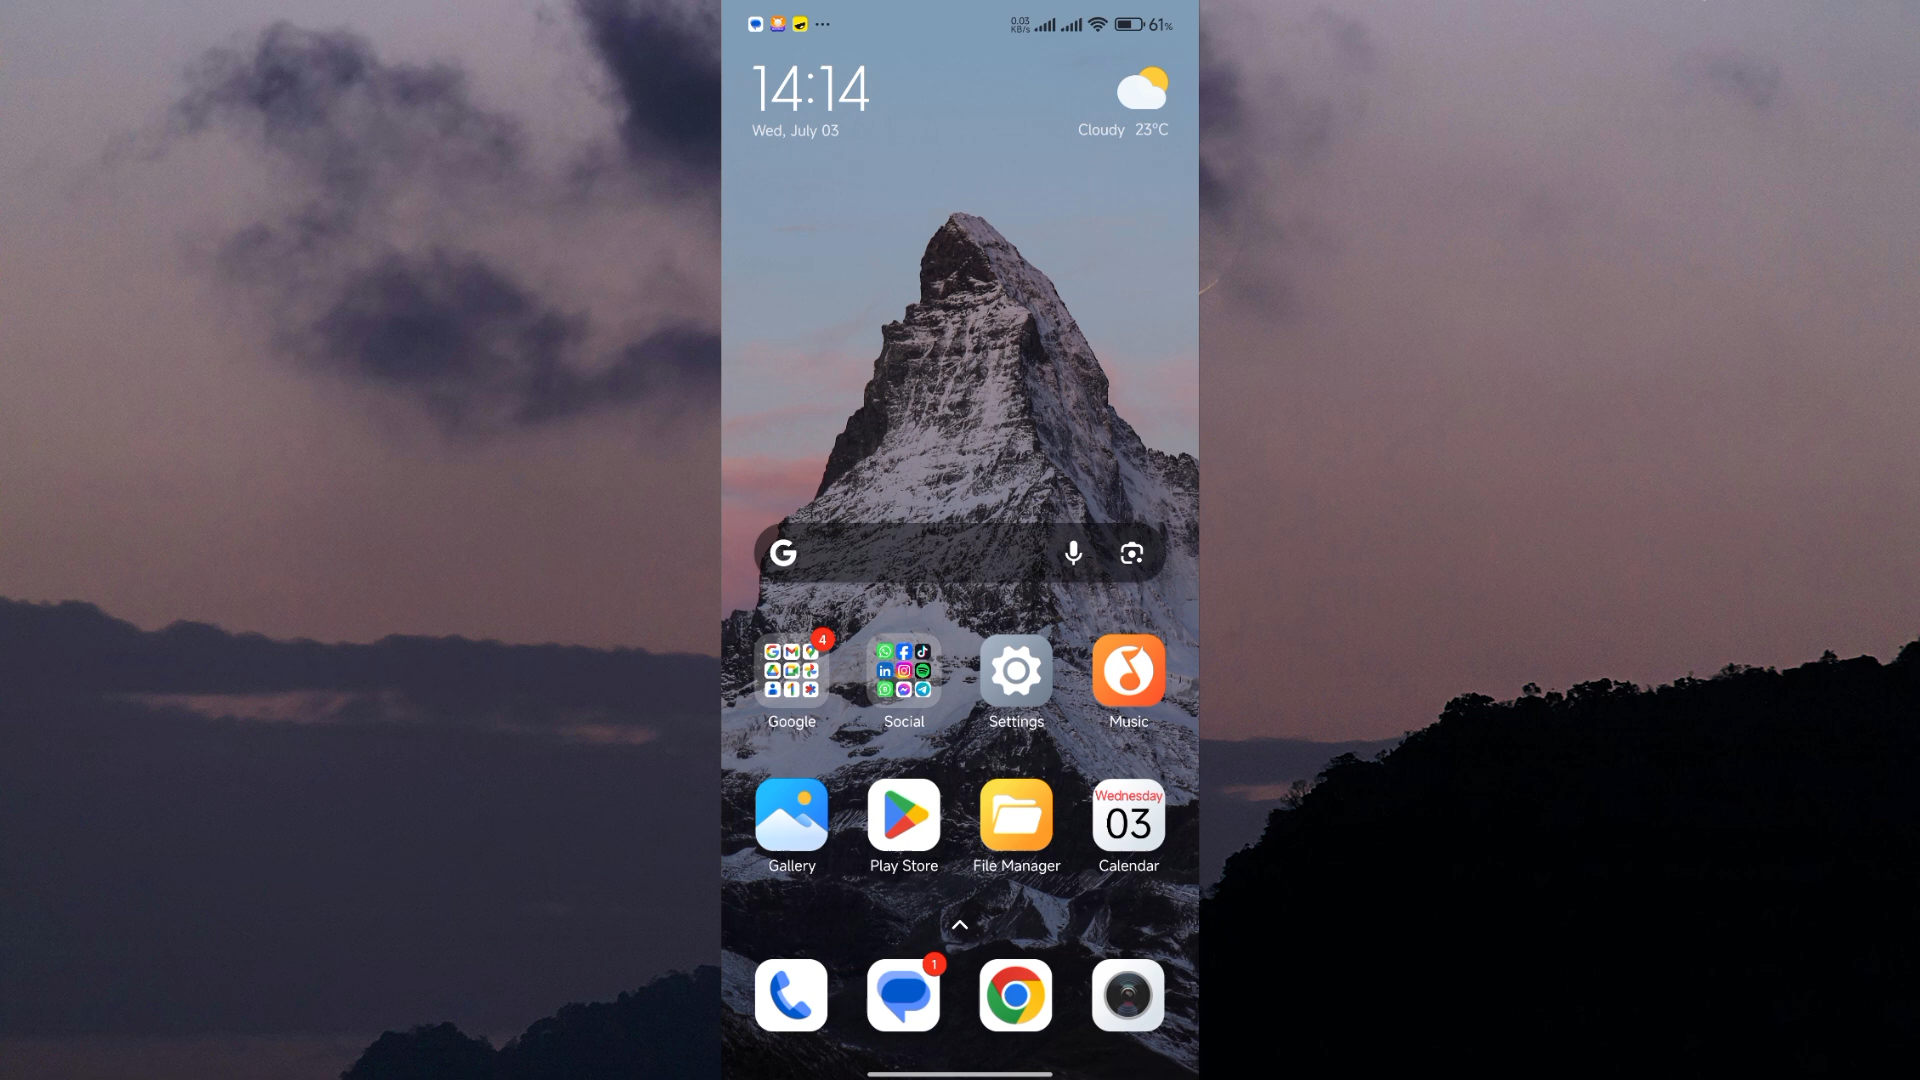 0.03
KB/s
61%
14:14
Wed, July 03
Cloudy 23°C
4
Google
Social
Settings
Music
Wednesday
03
Gallery
Play Store
File Manager
Calendar
1